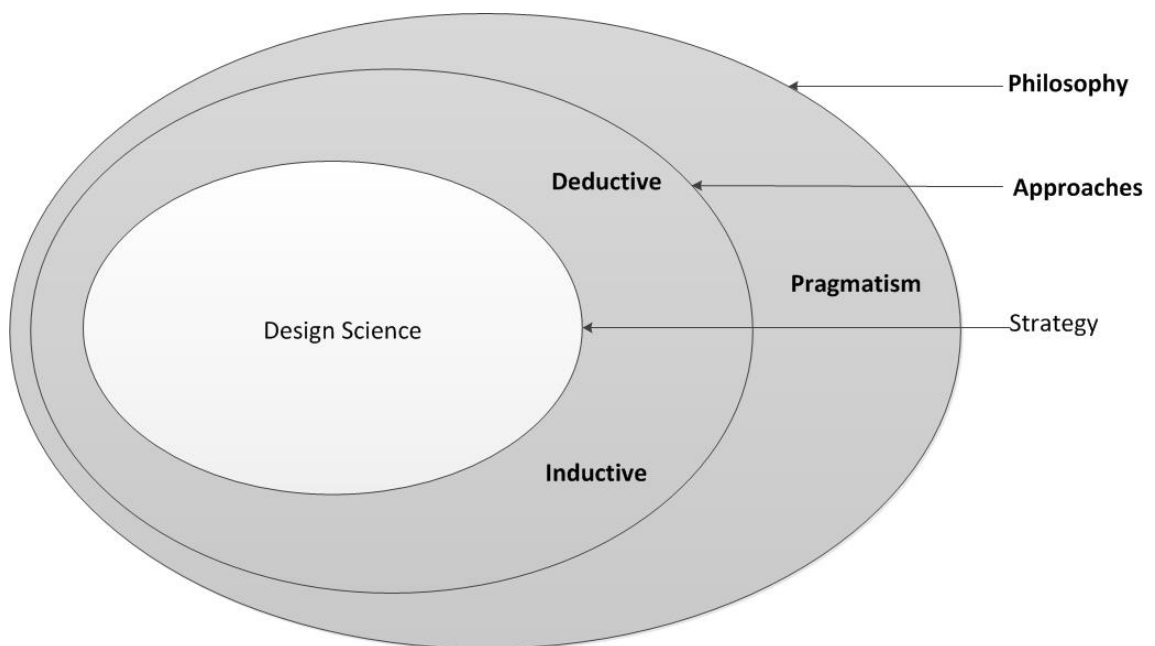 Philosophy
Deductive
Approaches
Pragmatism
Design Science
Strategy
Inductive